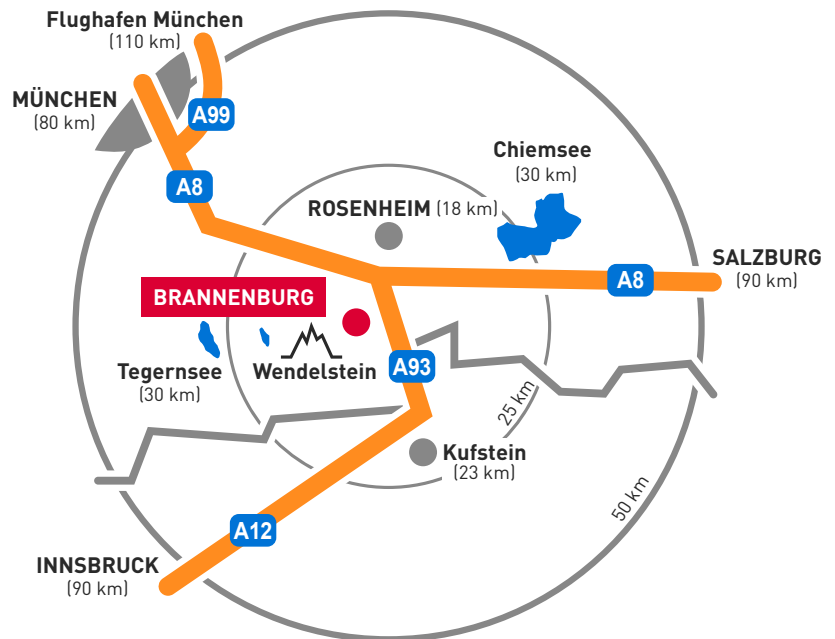 Flughafen München
(110 km)
MÜNCHEN
(80 km)
A99
Chiemsee
(30 km)
A8
ROSENHEIM (18 km)
SALZBURG
(90 km)
A8
BRANNENBURG
Tegernsee
(30 km)
Wendelstein
A93
25 km
Kufstein
(23 km)
50 km
A12
INNSBRUCK
(90 km)